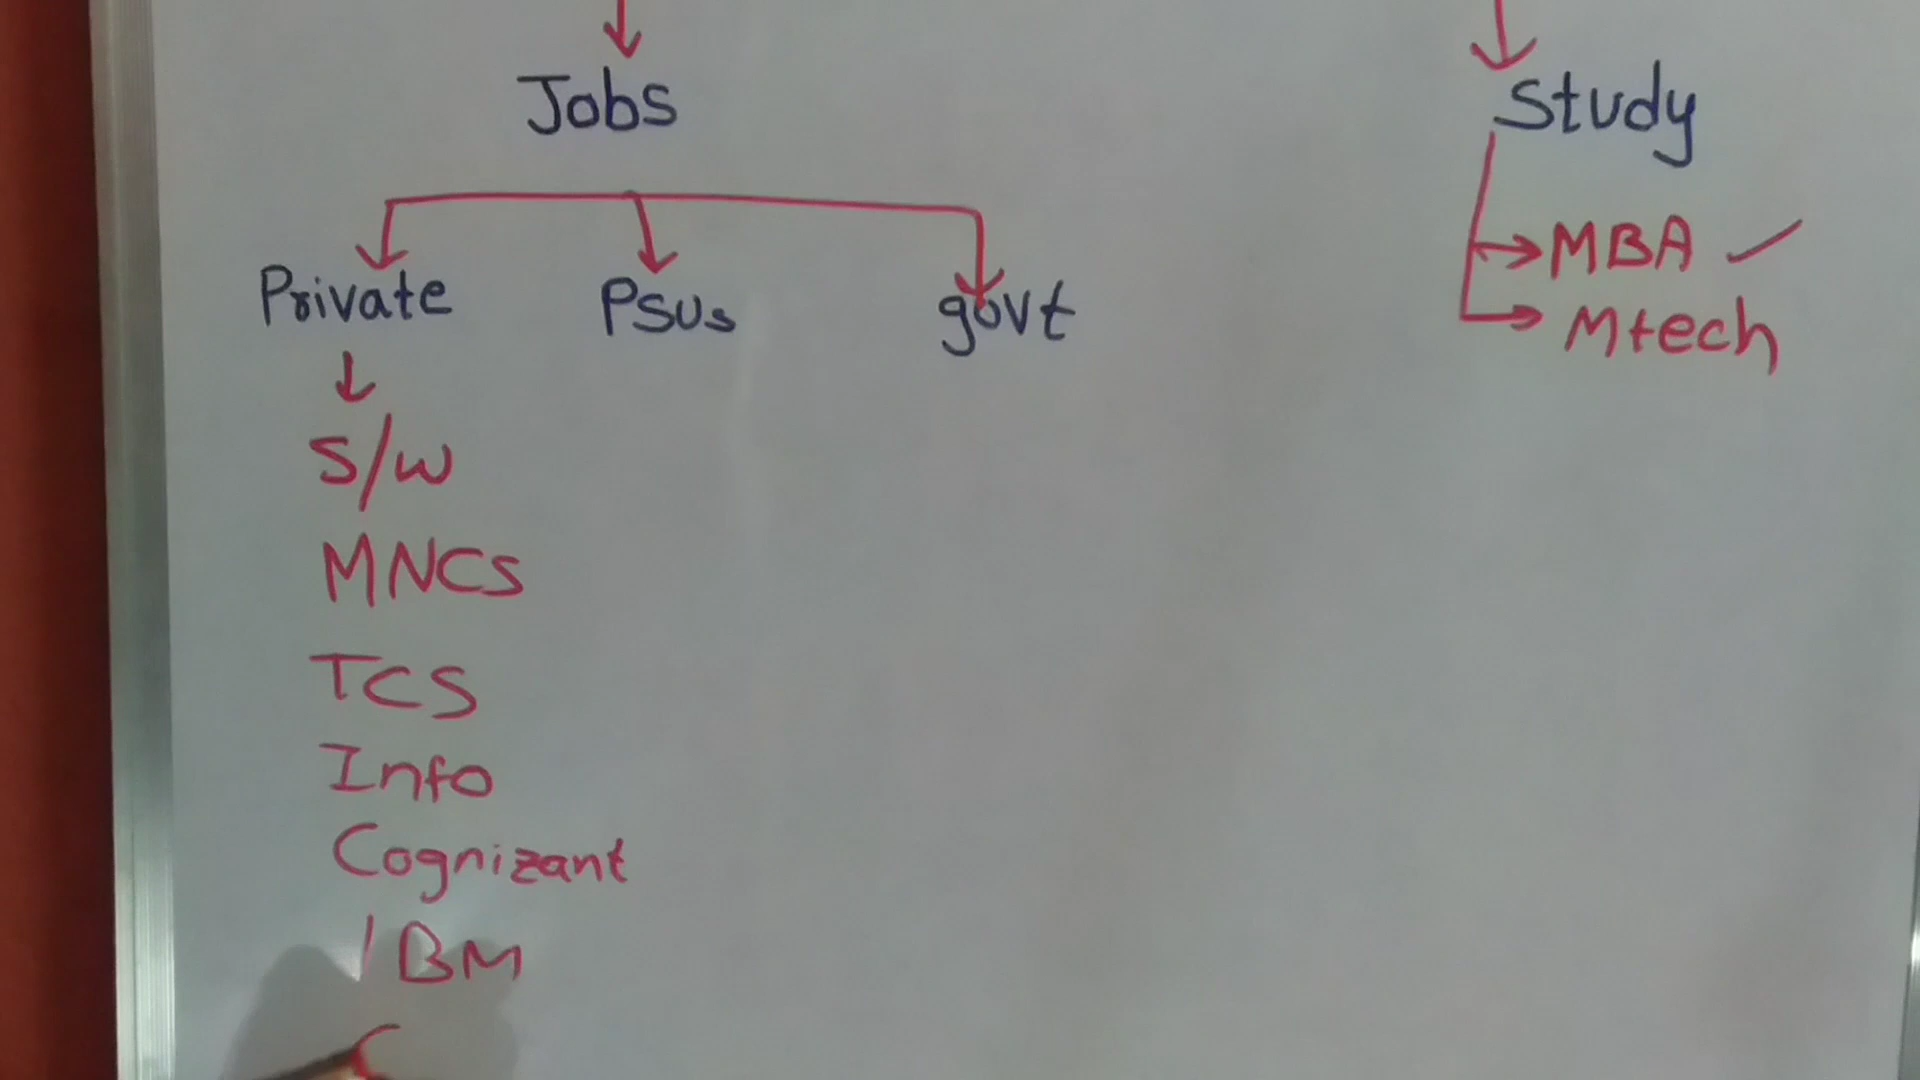 Jobs
Study
Private PSUs govt
MBA
Mtech
S/W
MNCs
TCS
Info
Cognizant
IBM